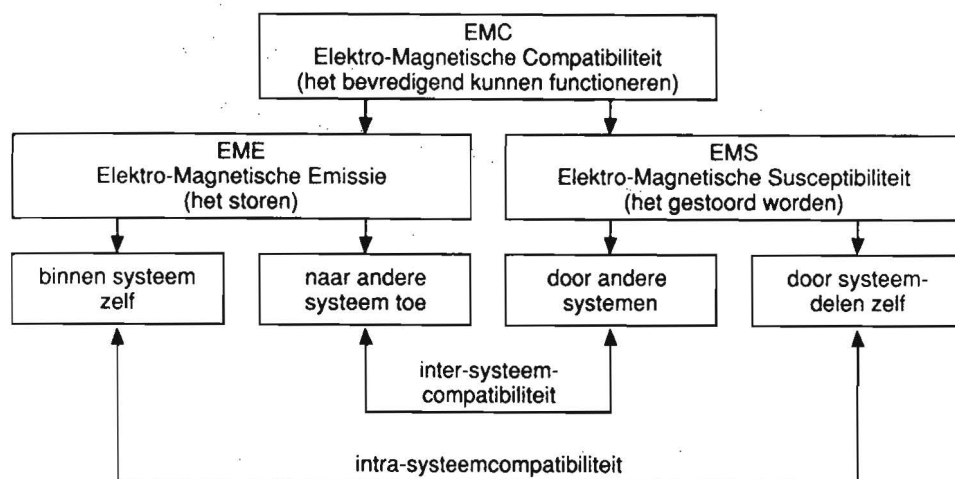 EMC
Elektro-Magnetische Compatibiliteit
(het bevredigend kunnen functioneren)
EME
Elektro-Magnetische Emissie
(het storen)
EMS
Elektro-Magnetische Susceptibiliteit
(het gestoord worden)
binnen systeem
zelf
naar andere
systeem toe
door andere
systemen
door systeem-
delen zelf
inter-systeem-
compatibiliteit
intra-systeemcompatibiliteit